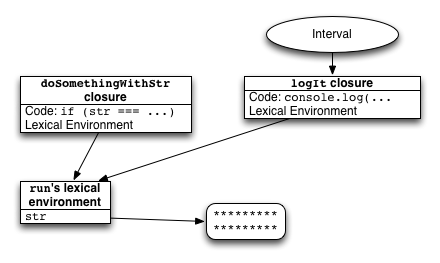 Interval
doSomethingWithStr
closure
Code: if (str === ...)
Lexical Environment
logIt closure
Code: console.log(...
Lexical Environment
run's lexical
environment
str
*********
*********